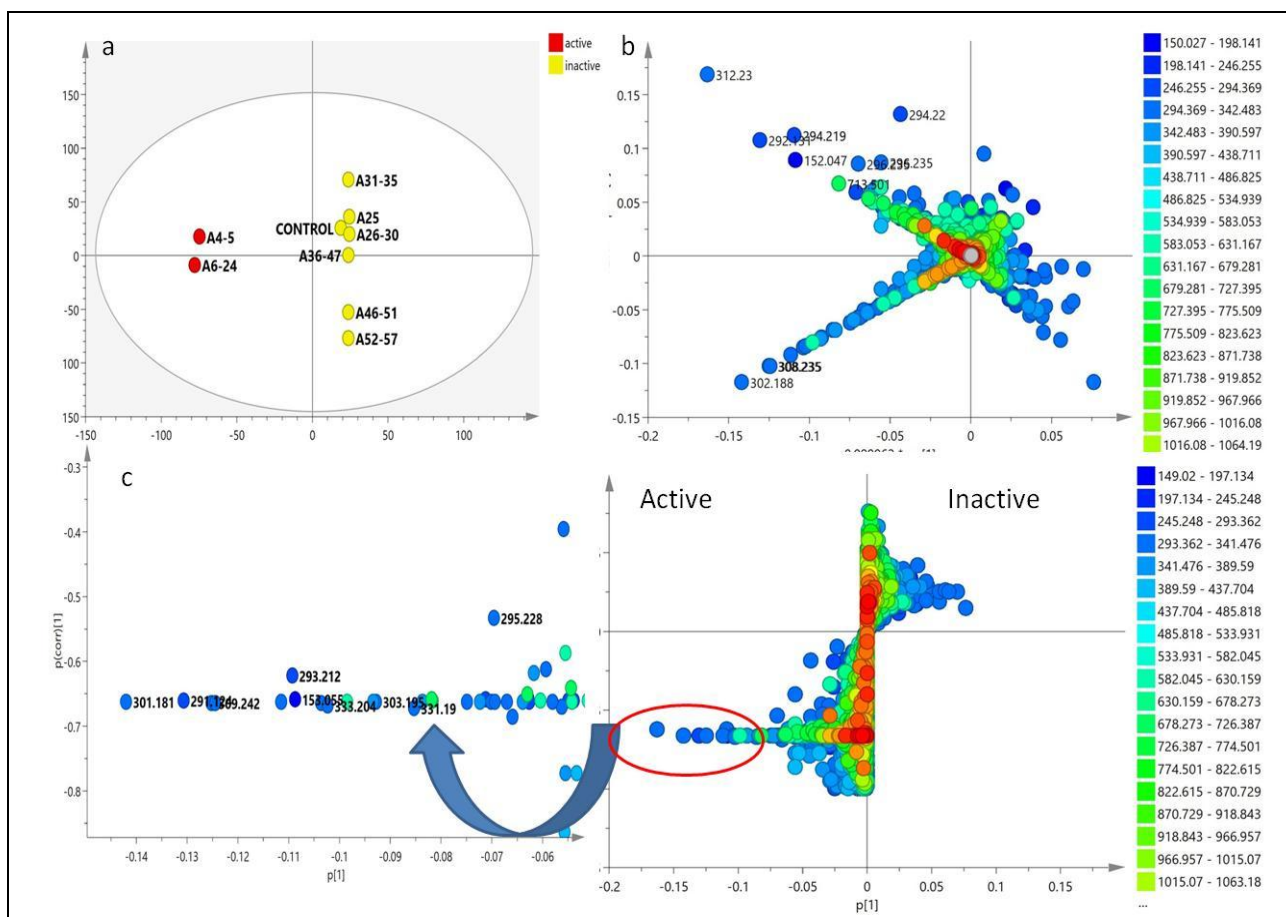 a
active
inactive
150
100
50
0
-50
-100
150
-150
-100
-50
0
50
100
A31-35
A25
CONTROL
A26-30
A4-5
A36-47
A6-24
A46-51
A52-57
b
0.15
0.1
0.05
0
-0.05
-0.1
-0.15
-0.2
-0.15
-0.1
-0.05
0
0.05
312.23
294.22
294.219
152.047
713.501
308.235
302.188
150.027 - 198.141
198.141 - 246.255
246.255 - 294.369
294.369 - 342.483
342.483 - 390.597
390.597 - 438.711
438.711 - 486.825
486.825 - 534.939
534.939 - 583.053
583.053 - 631.167
631.167 - 679.281
679.281 - 727.395
727.395 - 775.509
775.509 - 823.623
823.623 - 871.738
871.738 - 919.852
919.852 - 967.966
967.966 - 1016.08
1016.08 - 1064.19
c
-0.3
-0.4
-0.5
-0.6
-0.7
-0.8
p(corr)[1]
-0.14
-0.13
-0.12
-0.11
-0.1
-0.09
-0.08
-0.07
-0.06
p[1]
295.228
293.212
301.181
291.124
153.055
333.204
303.195
331.19
Active
Inactive
-0.2
-0.15
-0.1
-0.05
0
0.05
0.1
0.15
p[1]
149.02 - 197.134
197.134 - 245.248
245.248 - 293.362
293.362 - 341.476
341.476 - 389.59
389.59 - 437.704
437.704 - 485.818
485.818 - 533.931
533.931 - 582.045
582.045 - 630.159
630.159 - 678.273
678.273 - 726.387
726.387 - 774.501
774.501 - 822.615
822.615 - 870.729
870.729 - 918.843
918.843 - 966.957
966.957 - 1015.07
1015.07 - 1063.18
...